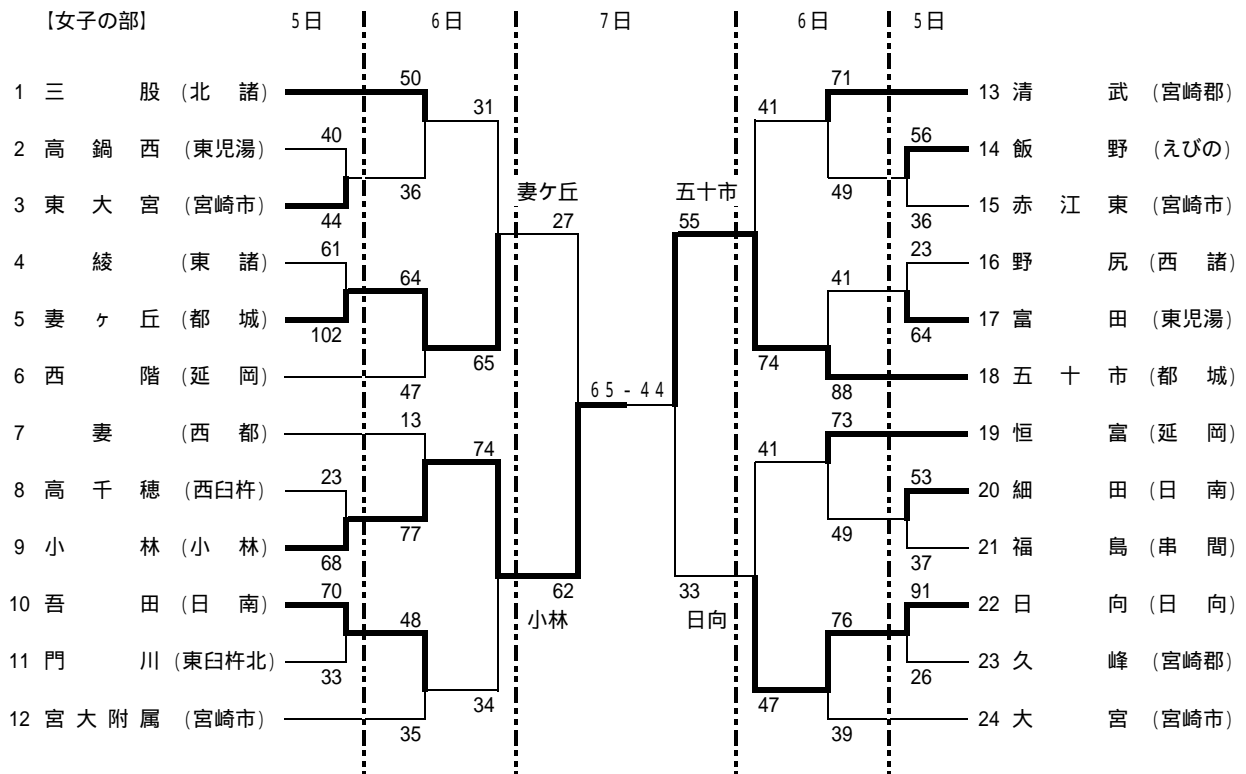 【女子の部】 5日 6日 7日 6日 5日
50 71
1 三股 (北諸) 13 清武 (宮崎郡)
31 41
40 56
2 高鍋西 (東児湯) 14 飯野 (えびの)
36 妻ケ丘 五十市 49
3 東大宮 (宮崎市) 15 赤江東 (宮崎市)
44 27 55 36
61 23
4 綾 (東諸) 16 野尻 (西諸)
64 41
5 妻ヶ丘 (都城) 17 富田 (東児湯)
102 64
65 74
6 西階 (延岡) 18 五十市 (都城)
47 65-44 88
13 73
7 妻 (西都) 19 恒富 (延岡)
74 41
23 53
8 高千穂 (西臼杵) 20 細田 (日南)
77 49
9 小林 (小林) 21 福島 (串間)
68 37
70 62 33 91
10 吾田 (日南) 22 日向 (日向)
48 小林 日向 76
11 門川 (東臼杵北) 23 久峰 (宮崎郡)
33 26
34 47
12 宮大附属 (宮崎市) 24 大宮 (宮崎市)
35 39